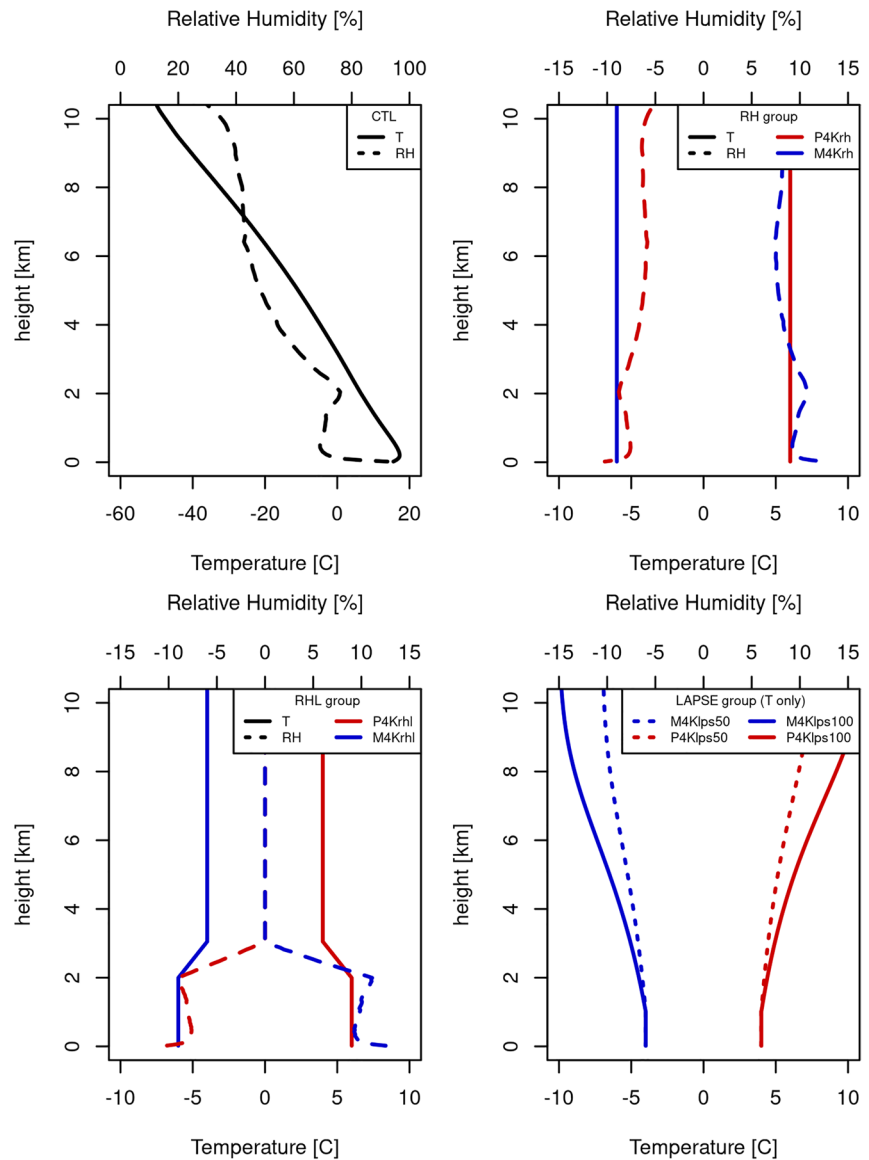 Relative Humidity [%]
0 20 40 60 80 100
CTL
T
RH
height [km]
0 2 4 6 8 10
-60 -40 -20 0 20
Temperature [C]
Relative Humidity [%]
-15 -10 -5 0 5 10 15
RH group
T P4Krh
RH M4Krh
height [km]
0 2 4 6 8 10
-10 -5 0 5 10
Temperature [C]
Relative Humidity [%]
-15 -10 -5 0 5 10 15
RHL group
T P4Krhl
RH M4Krhl
height [km]
0 2 4 6 8 10
-10 -5 0 5 10
Temperature [C]
Relative Humidity [%]
-15 -10 -5 0 5 10 15
LAPSE group (T only)
M4Klps50 M4Klps100
P4Klps50 P4Klps100
height [km]
0 2 4 6 8 10
-10 -5 0 5 10
Temperature [C]